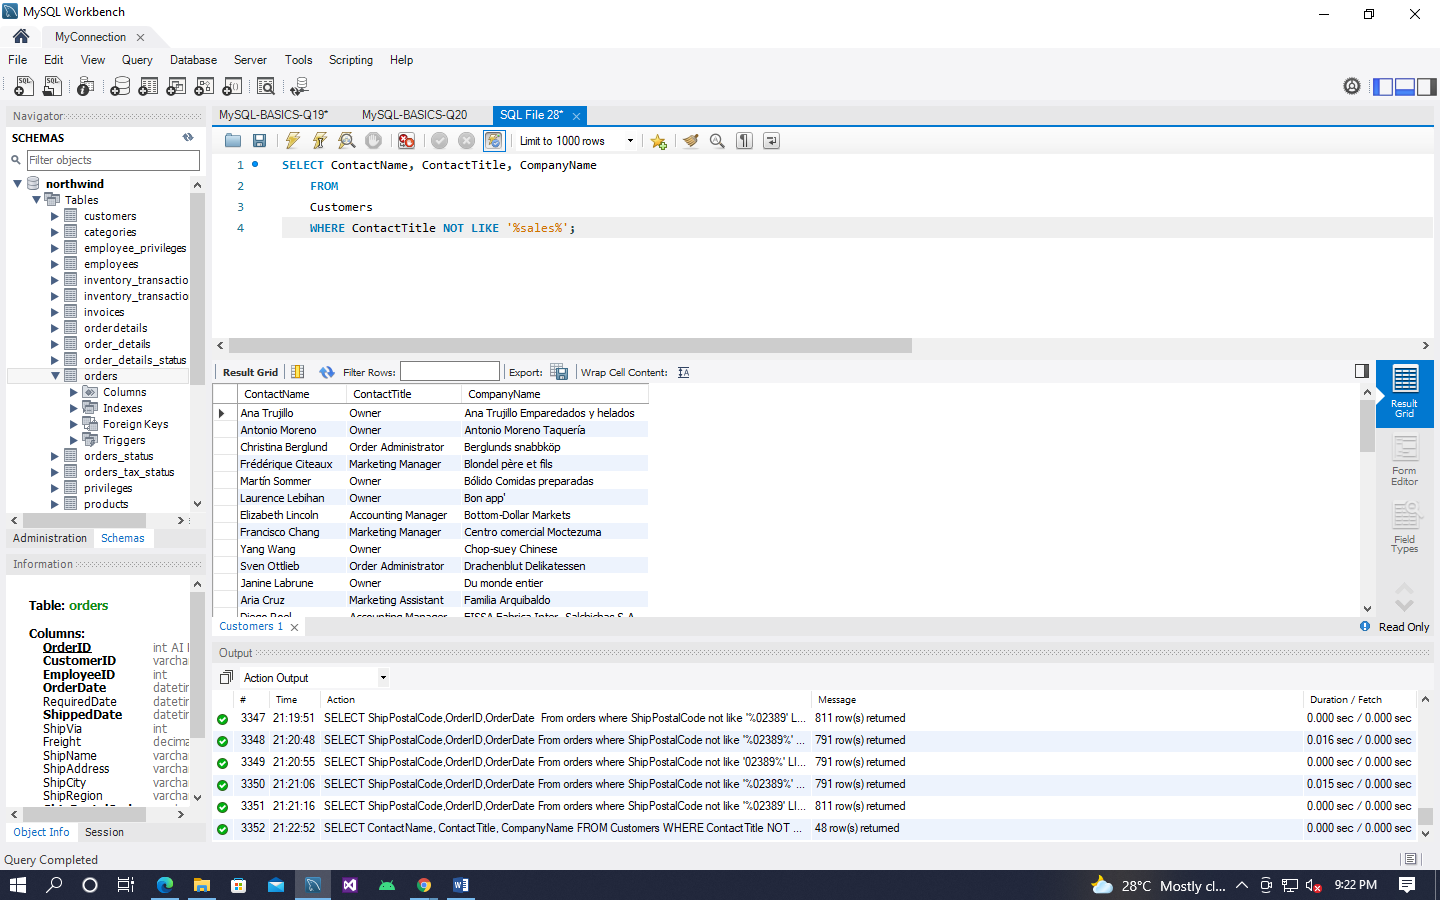 MySQL Workbench
MyConnection
File Edit View Query Database Server Tools Scripting Help
Navigator
SCHEMAS
Filter objects
northwind
Tables
customers
categories
employee_privileges
employees
inventory_transactio
inventory_transactio
invoices
orderdetails
order_details
order_details_status
orders
Columns
Indexes
Foreign Keys
Triggers
orders_status
orders_tax_status
privileges
products
Administration Schemas
Information
Table: orders
Columns:
OrderID int AI
CustomerID varcha
EmployeeID int
OrderDate datetir
RequiredDate datetir
ShippedDate datetir
ShipVia int
Freight decima
ShipName varcha
ShipAddress varcha
ShipCity varcha
ShipRegion varcha
Object Info Session
Query Completed
MySQL-BASICS-Q19* MySQL-BASICS-Q20 SQL File 28*
Limit to 1000 rows
1 SELECT ContactName, ContactTitle, CompanyName
2 FROM
3 Customers
4 WHERE ContactTitle NOT LIKE '%sales%';
Result Grid Filter Rows: Export: Wrap Cell Content: IA
ContactName ContactTitle CompanyName
Ana Trujillo Owner Ana Trujillo Emparedados y helados
Antonio Moreno Owner Antonio Moreno Taquería
Christina Berglund Order Administrator Berglunds snabbköp
Frédérique Citeaux Marketing Manager Blondel père et fils
Martín Sommer Owner Bólido Comidas preparadas
Laurence Lebihan Owner Bon app'
Elizabeth Lincoln Accounting Manager Bottom-Dollar Markets
Francisco Chang Marketing Manager Centro comercial Moctezuma
Yang Wang Owner Chop-suey Chinese
Sven Ottlieb Order Administrator Drachenblut Delikatessen
Janine Labrune Owner Du monde entier
Aria Cruz Marketing Assistant Familia Arquibaldo
Diego Roel Accounting Manager FISSA Fabrica Inter. Salchichas S.A.
Result Grid
Form Editor
Field Types
Customers 1
Read Only
Output
Action Output
# Time Action Message Duration / Fetch
3347 21:19:51 SELECT ShipPostalCode,OrderID,OrderDate From orders where ShipPostalCode not like '%02389' L... 811 row(s) returned 0.000 sec / 0.000 sec
3348 21:20:48 SELECT ShipPostalCode,OrderID,OrderDate From orders where ShipPostalCode not like '%02389%' ... 791 row(s) returned 0.016 sec / 0.000 sec
3349 21:20:55 SELECT ShipPostalCode,OrderID,OrderDate From orders where ShipPostalCode not like '02389%' LI... 791 row(s) returned 0.000 sec / 0.000 sec
3350 21:21:06 SELECT ShipPostalCode,OrderID,OrderDate From orders where ShipPostalCode not like '%02389%' ... 791 row(s) returned 0.015 sec / 0.000 sec
3351 21:21:16 SELECT ShipPostalCode,OrderID,OrderDate From orders where ShipPostalCode not like '%02389' LI... 811 row(s) returned 0.000 sec / 0.000 sec
3352 21:22:52 SELECT ContactName, ContactTitle, CompanyName FROM Customers WHERE ContactTitle NOT ... 48 row(s) returned 0.000 sec / 0.000 sec
28°C Mostly cl... 9:22 PM